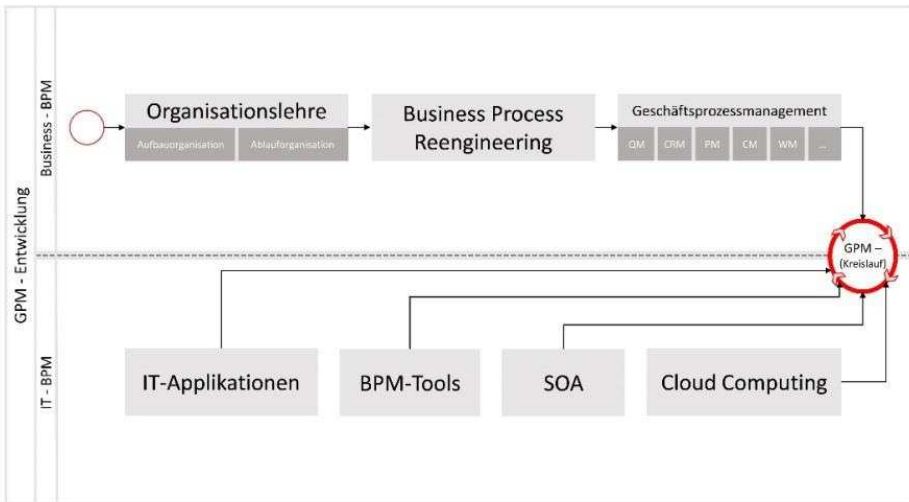 GPM - Entwicklung
Business - BPM
Organisationslehre
Aufbauorganisation
Ablauforganisation
Business Process
Reengineering
Geschäftsprozessmanagement
QM
CRM
PM
CM
WM
...
GPM –
(Kreislauf)
IT - BPM
IT-Applikationen
BPM-Tools
SOA
Cloud Computing